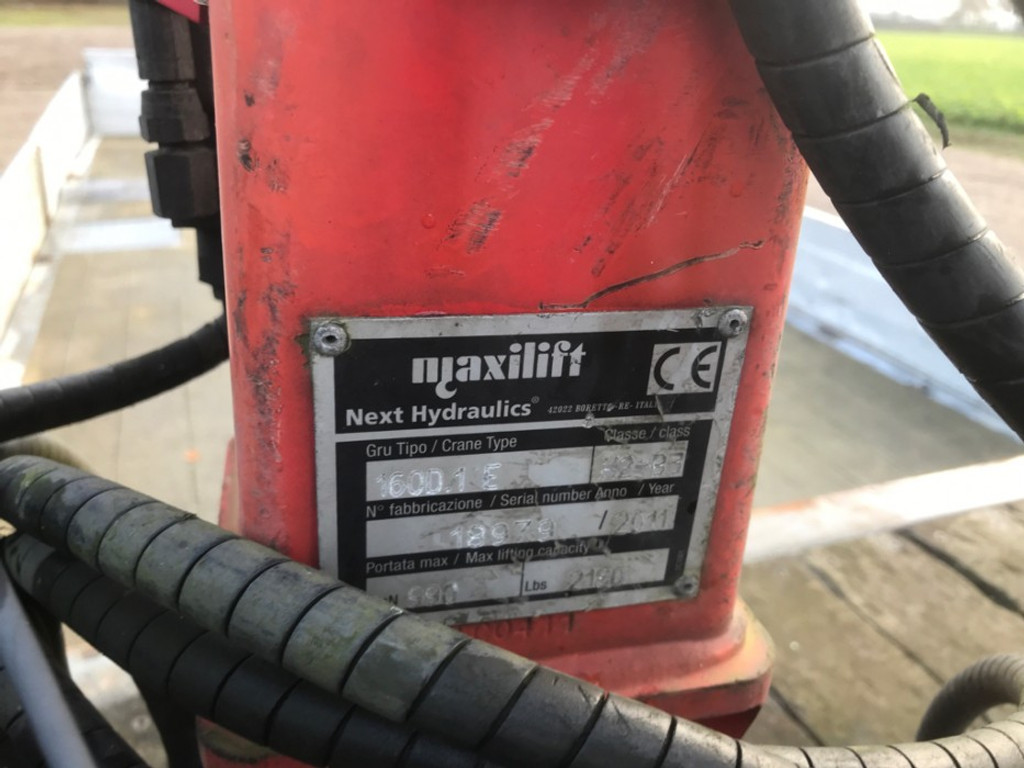 maxilift
CE
Next Hydraulics® 42022 BORETTO -RE- ITALY
Gru Tipo / Crane Type Classe / class
160D.1 E
N° fabbricazione / Serial number Anno / Year
/2011
Portata max / Max lifting capacity
990 Lbs